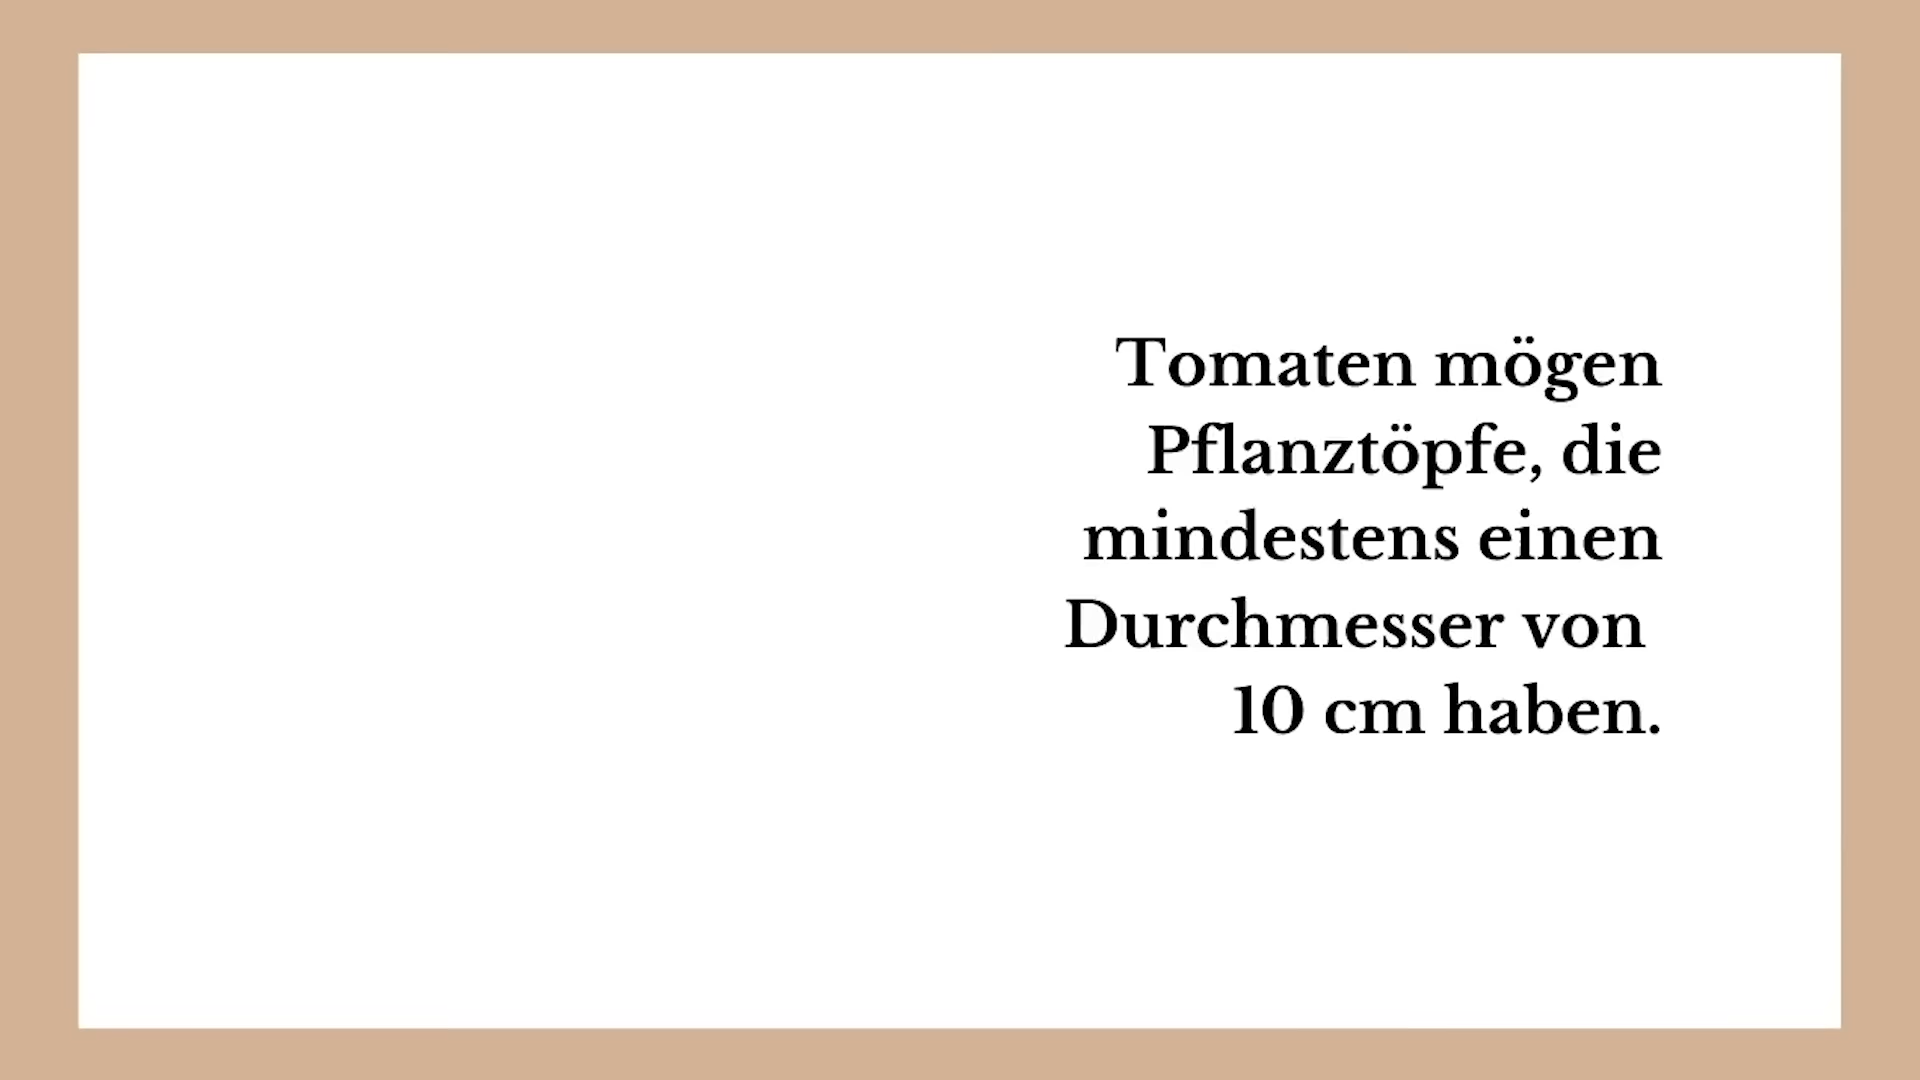 Tomaten mögen
Pflanztöpfe, die
mindestens einen
Durchmesser von
10 cm haben.